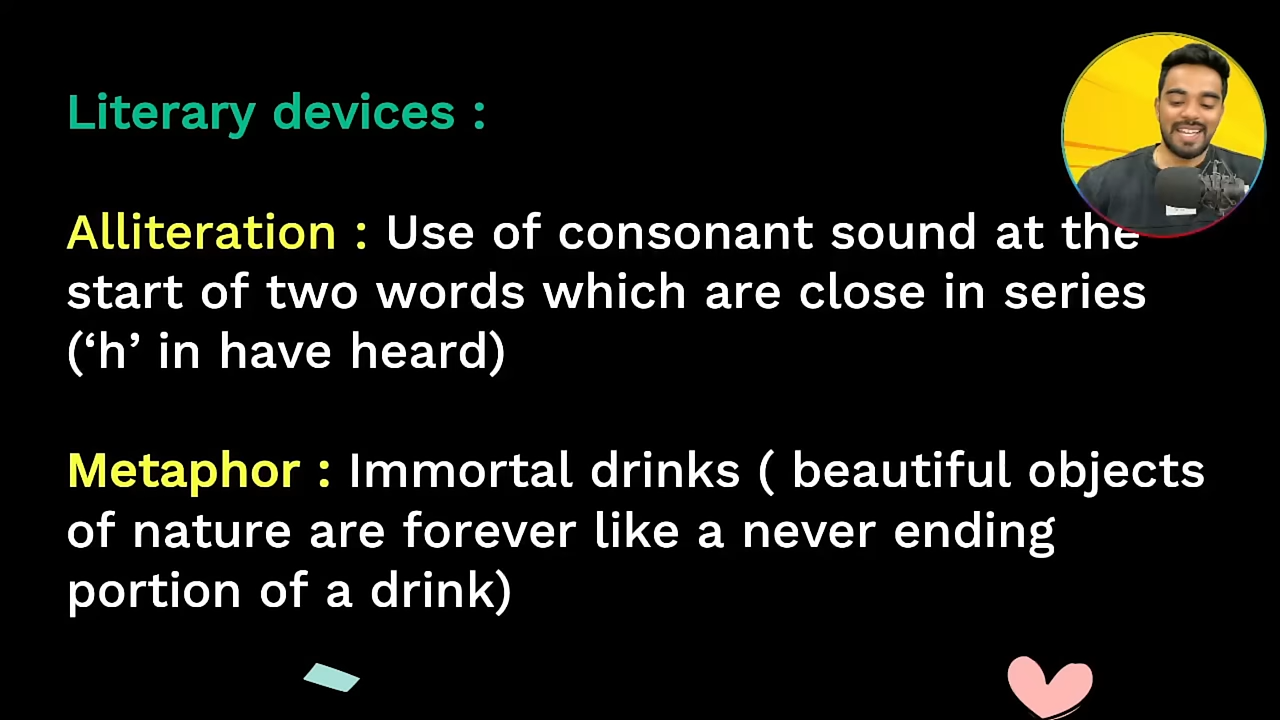 Literary devices :
Alliteration : Use of consonant sound at the
start of two words which are close in series
(‘h’ in have heard)
Metaphor : Immortal drinks ( beautiful objects
of nature are forever like a never ending
portion of a drink)